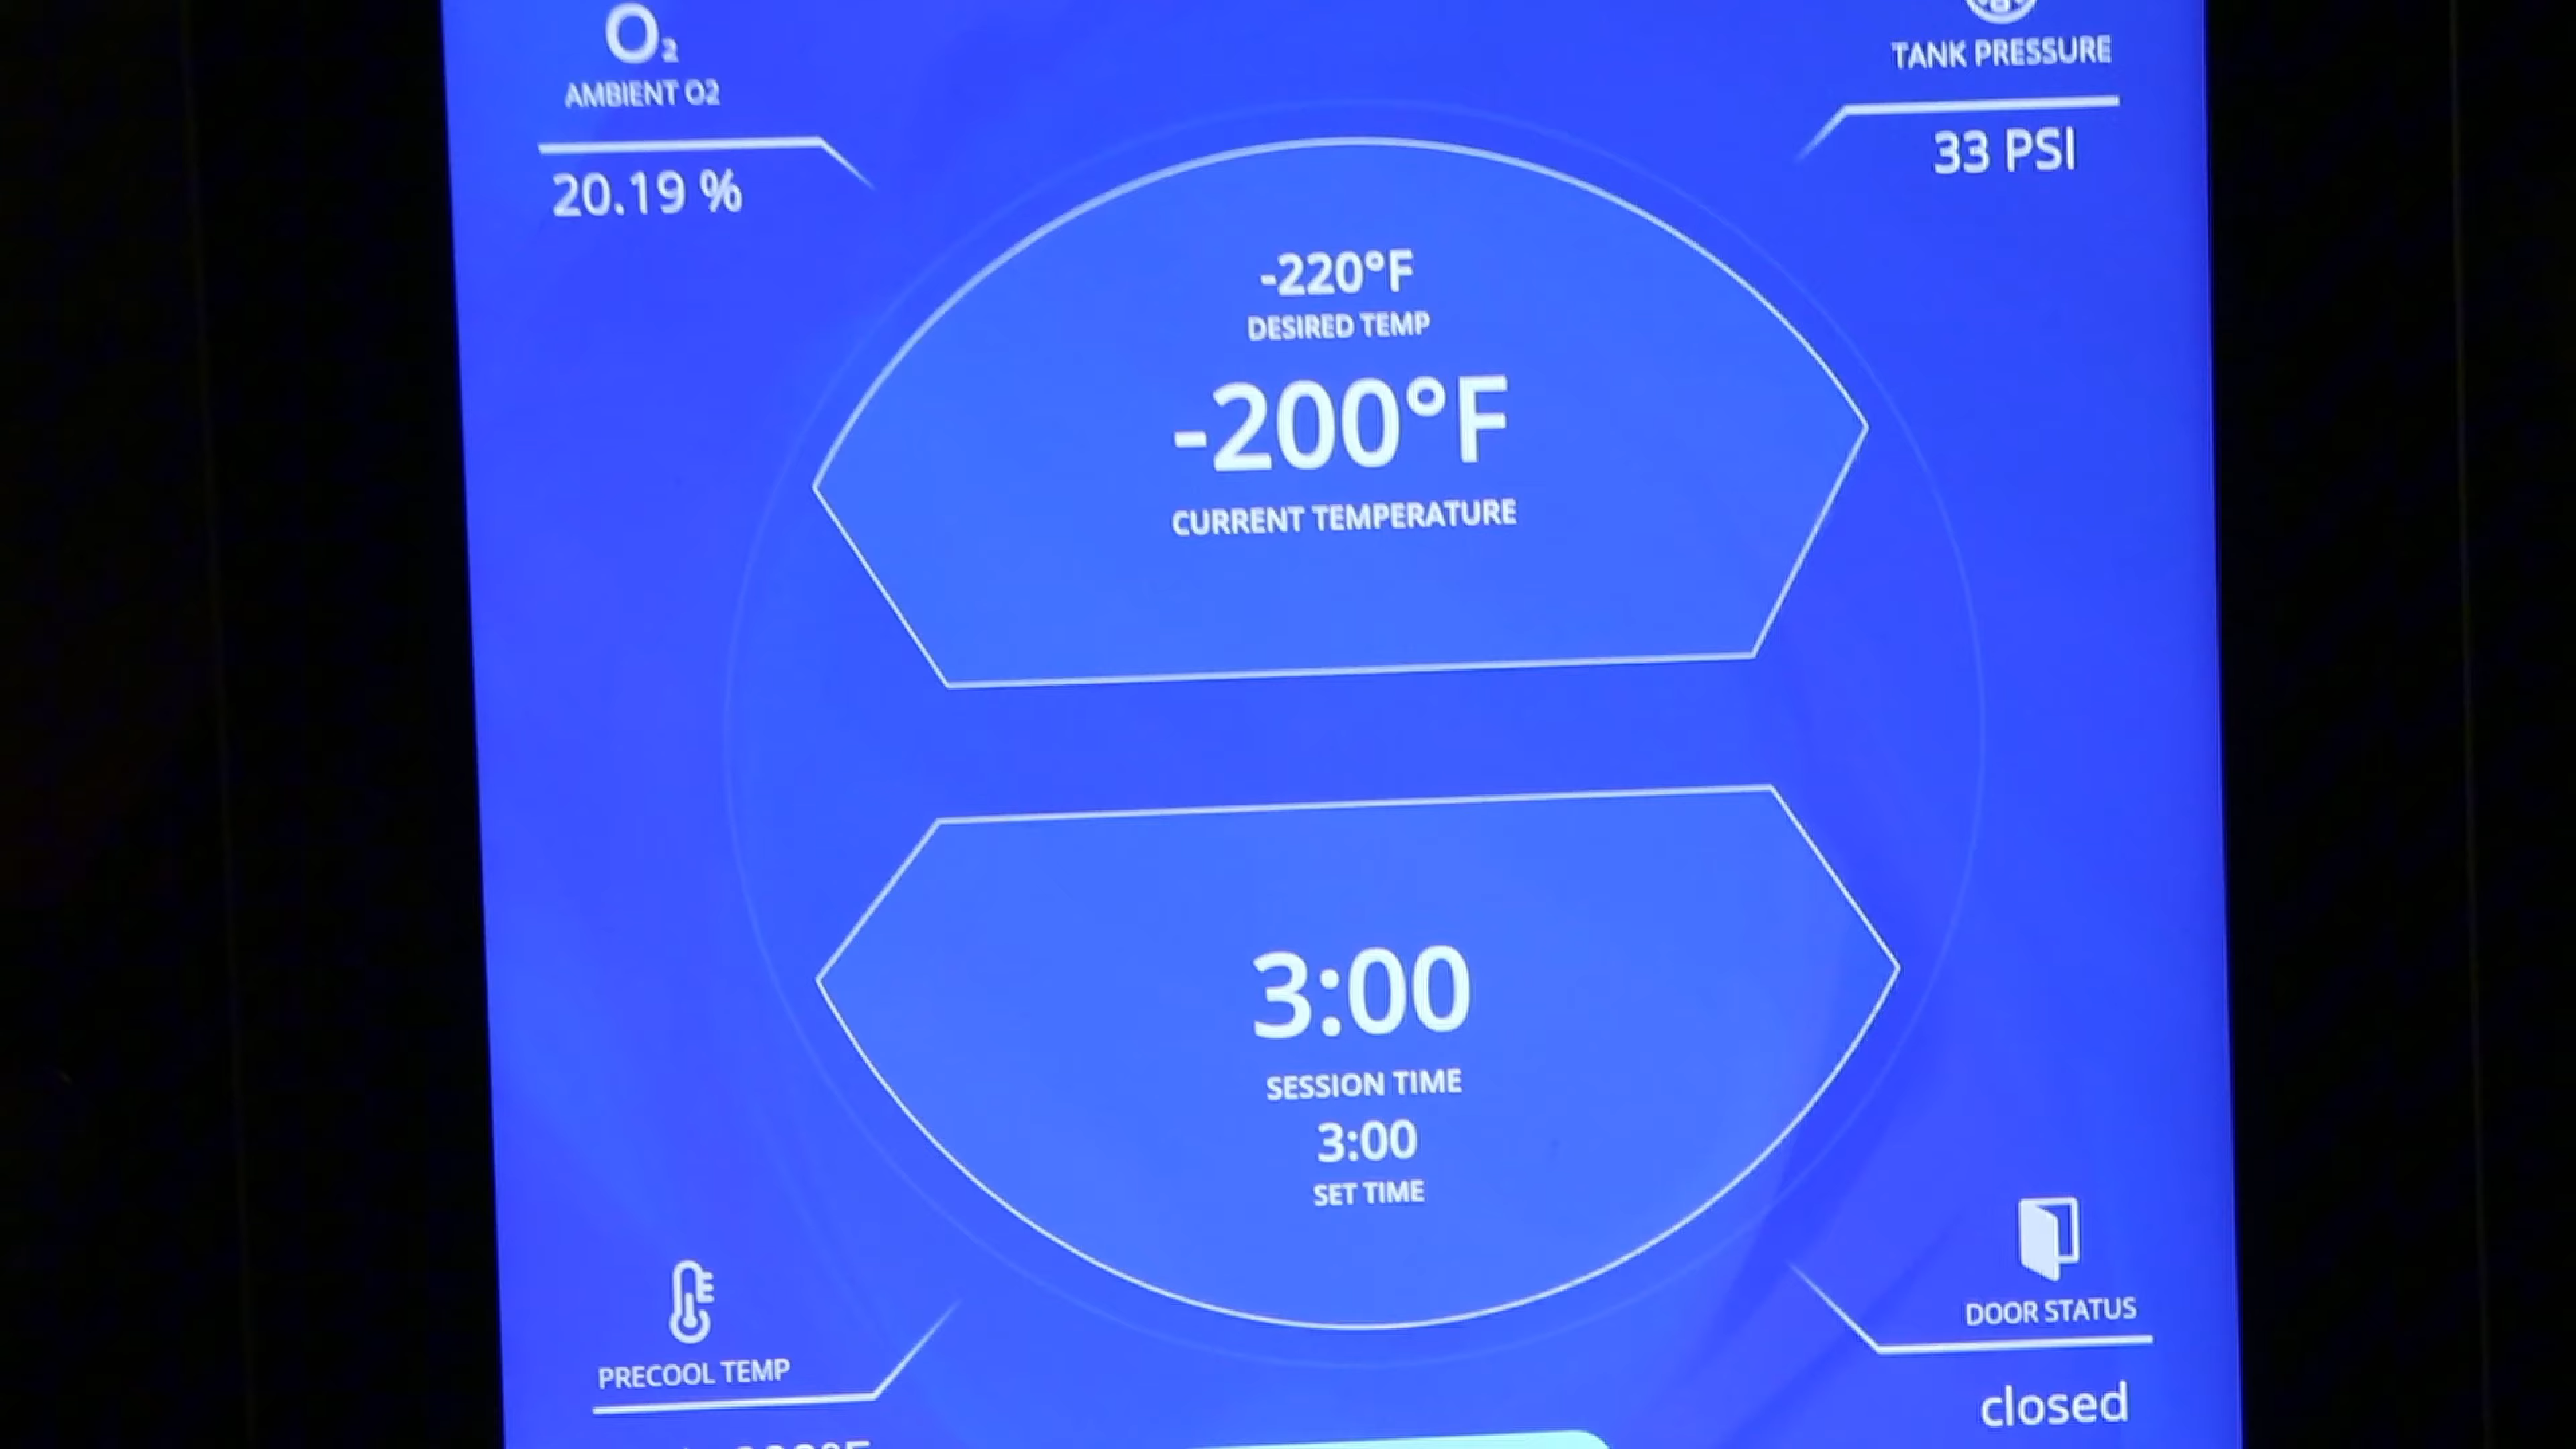 O2
AMBIENT O2
20.19 %
TANK PRESSURE
33 PSI
-220°F
DESIRED TEMP
-200°F
CURRENT TEMPERATURE
3:00
SESSION TIME
3:00
SET TIME
PRECOOL TEMP
DOOR STATUS
closed